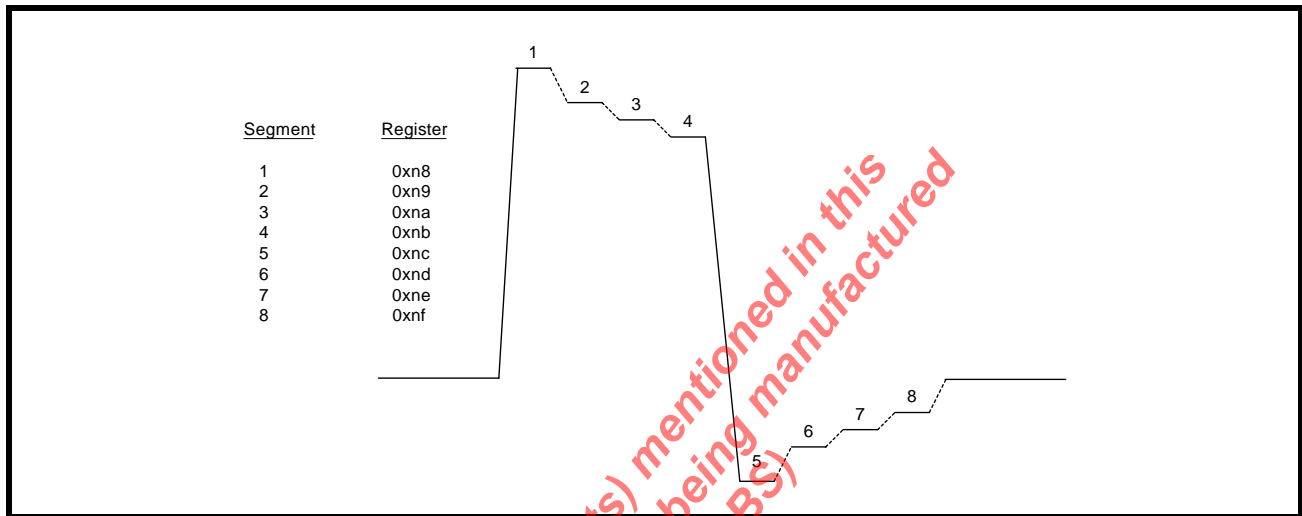 1
2
3
4
Segment Register
1 0xn8
2 0xn9
3 0xna
4 0xnb
5 0xnc
6 0xnd
7 0xne
8 0xnf
8
7
6
5
mentioned in this
being manufactured
BS)